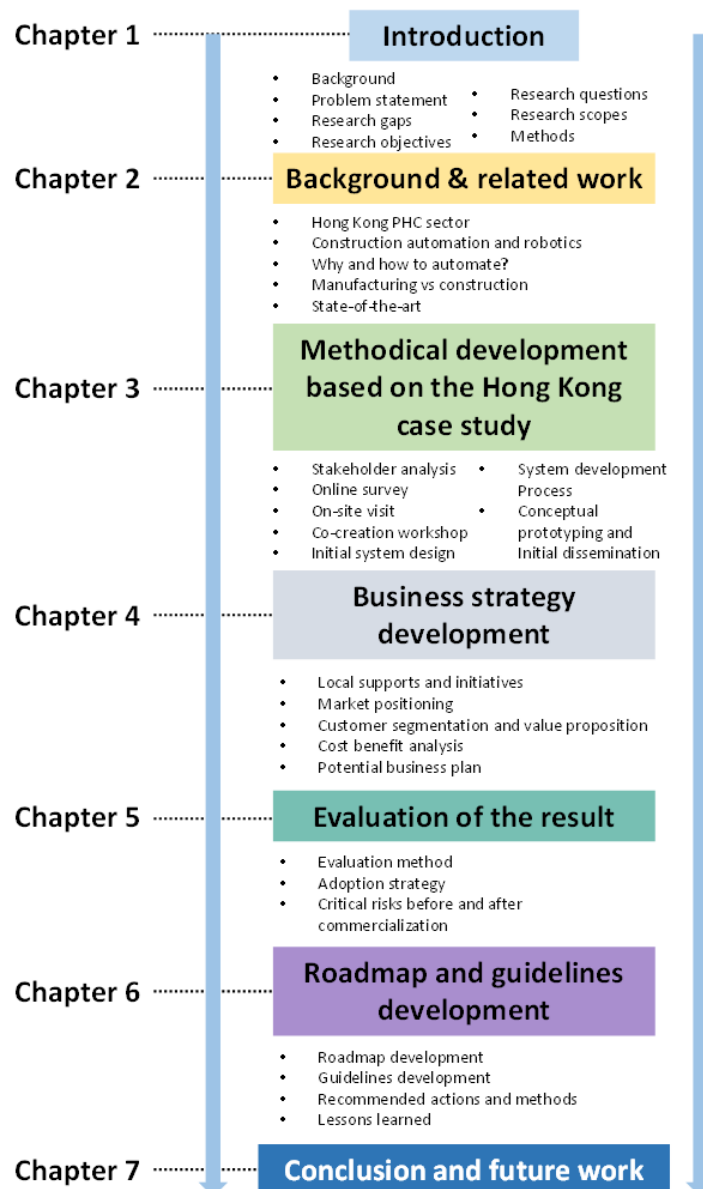 Chapter 1
Introduction
• Background
• Problem statement
• Research gaps
• Research objectives
• Research questions
• Research scopes
• Methods
Chapter 2
Background & related work
• Hong Kong PHC sector
• Construction automation and robotics
• Why and how to automate?
• Manufacturing vs construction
• State-of-the-art
Chapter 3
Methodical development
based on the Hong Kong
case study
• Stakeholder analysis
• Online survey
• On-site visit
• Co-creation workshop
• Initial system design
• System development
Process
• Conceptual
prototyping and
Initial dissemination
Chapter 4
Business strategy
development
• Local supports and initiatives
• Market positioning
• Customer segmentation and value proposition
• Cost benefit analysis
• Potential business plan
Chapter 5
Evaluation of the result
• Evaluation method
• Adoption strategy
• Critical risks before and after
commercialization
Chapter 6
Roadmap and guidelines
development
• Roadmap development
• Guidelines development
• Recommended actions and methods
• Lessons learned
Chapter 7
Conclusion and future work